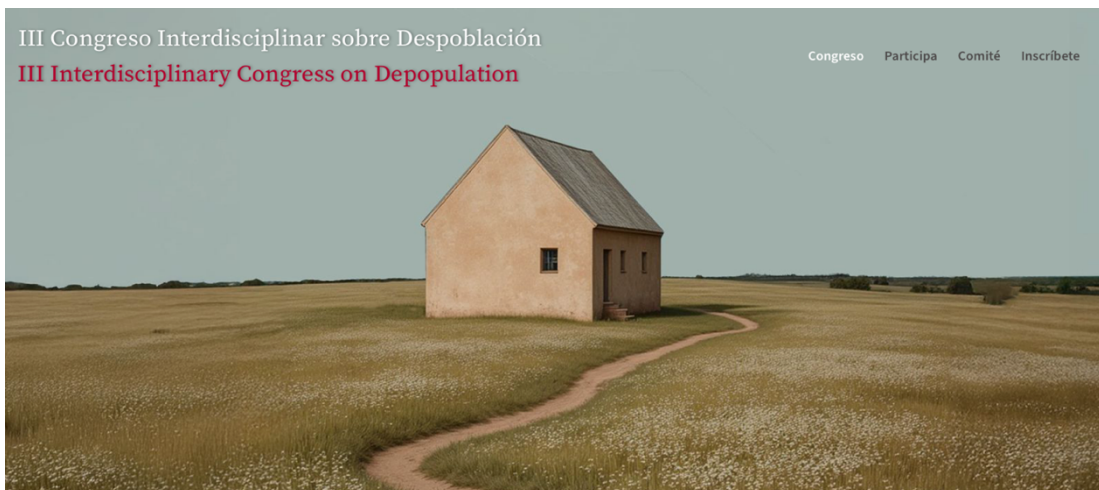 III Congreso Interdisciplinar sobre Despoblación
III Interdisciplinary Congress on Depopulation
Congreso Participa Comité Inscríbete